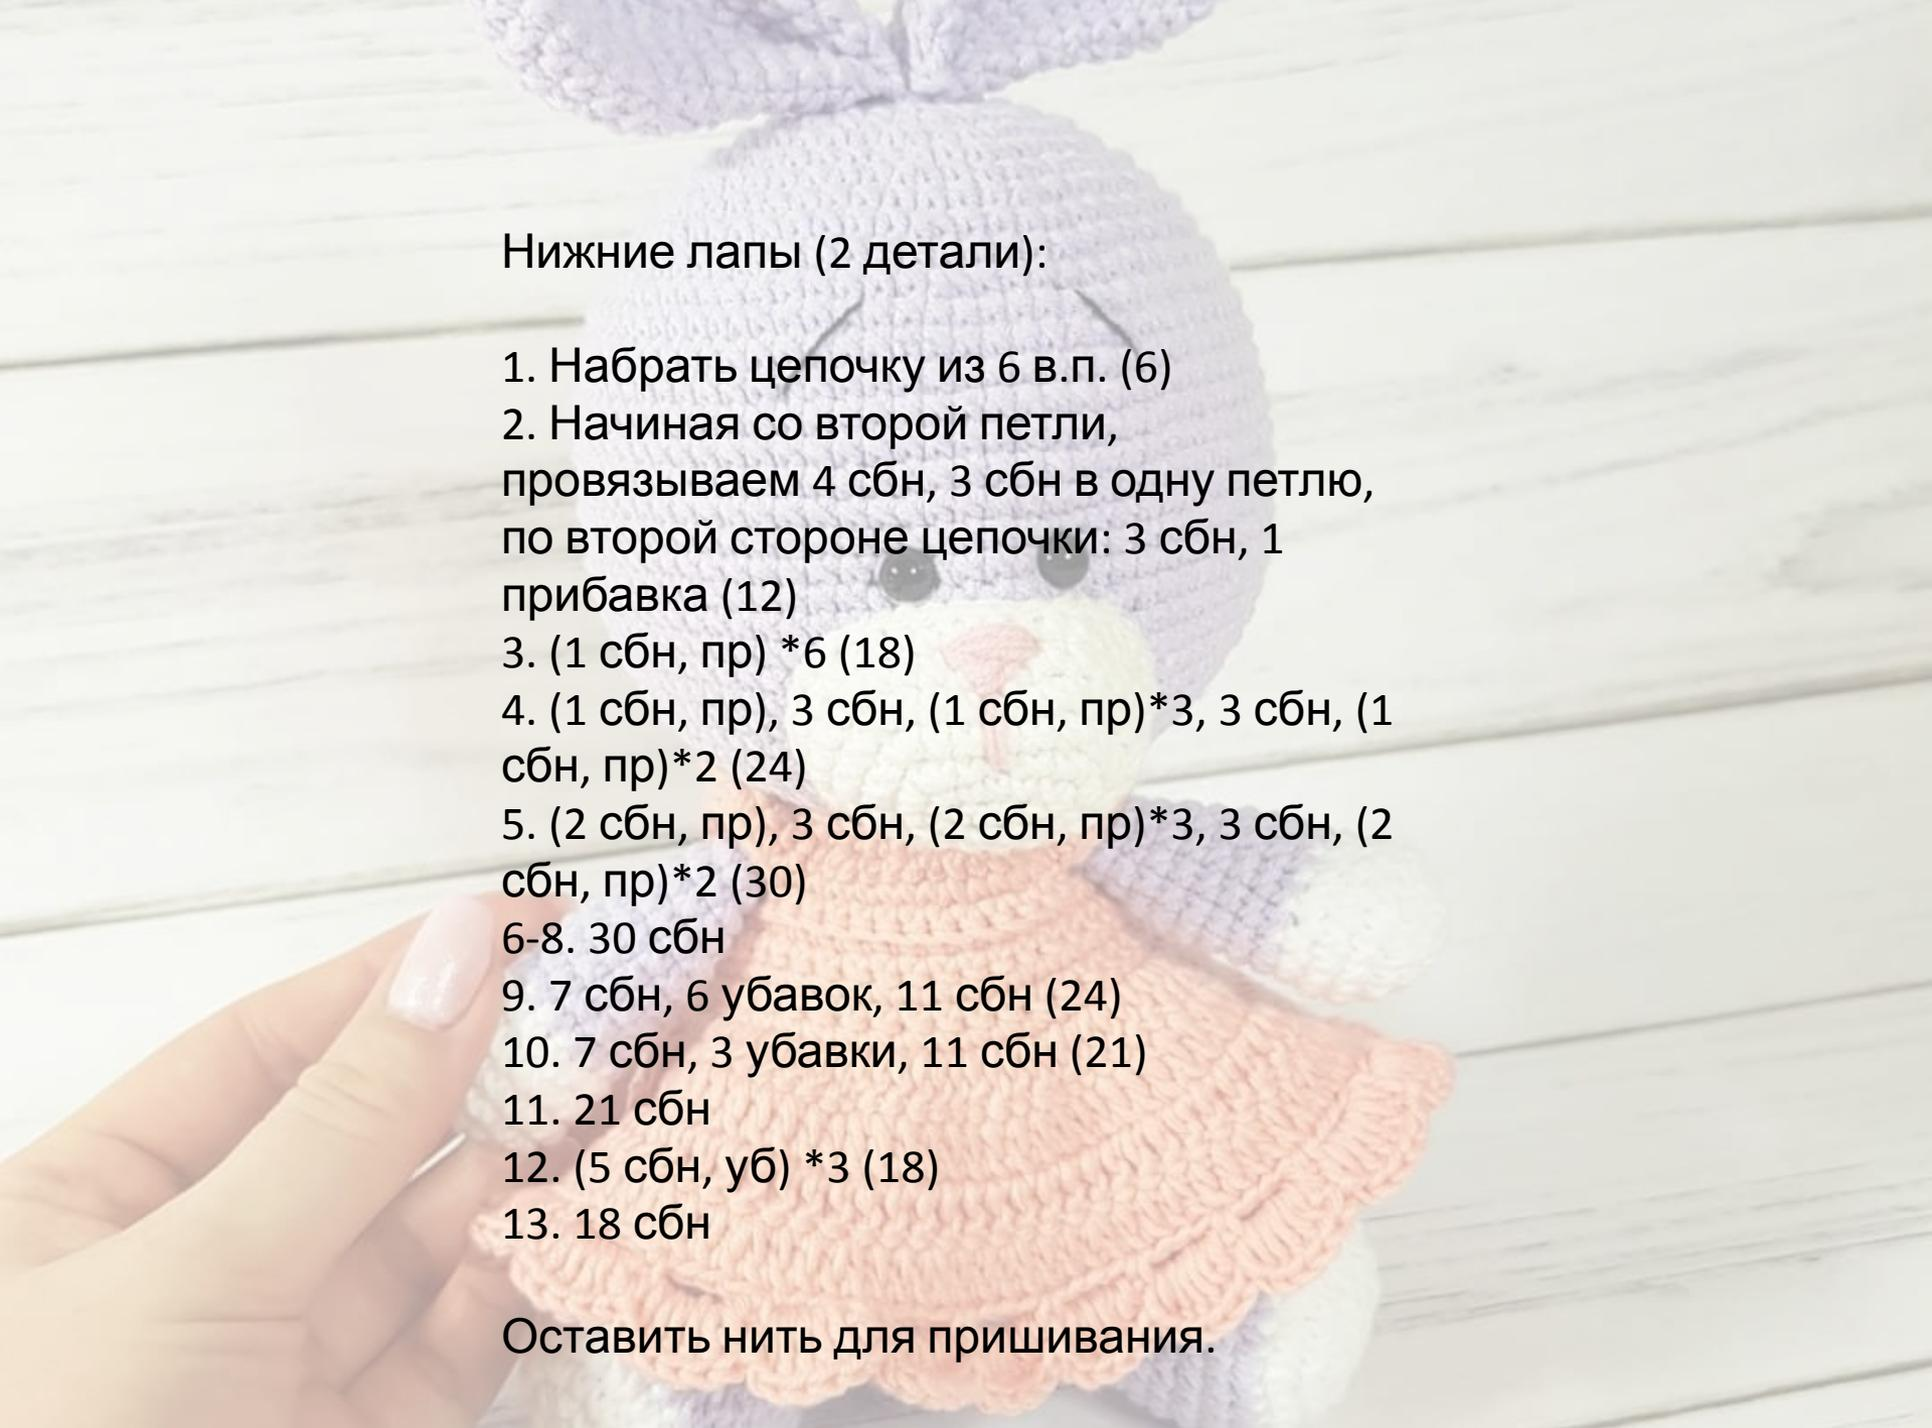 Нижние лапы (2 детали):
1. Набрать цепочку из 6 в.п. (6)
2. Начиная со второй петли,
провязываем 4 сбн, 3 сбн в одну петлю,
по второй стороне цепочки: 3 сбн, 1
прибавка (12)
3. (1 сбн, пр) *6 (18)
4. (1 сбн, пр), 3 сбн, (1 сбн, пр)*3, 3 сбн, (1
сбн, пр)*2 (24)
5. (2 сбн, пр), 3 сбн, (2 сбн, пр)*3, 3 сбн, (2
сбн, пр)*2 (30)
6-8. 30 сбн
9. 7 сбн, 6 убавок, 11 сбн (24)
10. 7 сбн, 3 убавки, 11 сбн (21)
11. 21 сбн
12. (5 сбн, уб) *3 (18)
13. 18 сбн
Оставить нить для пришивания.